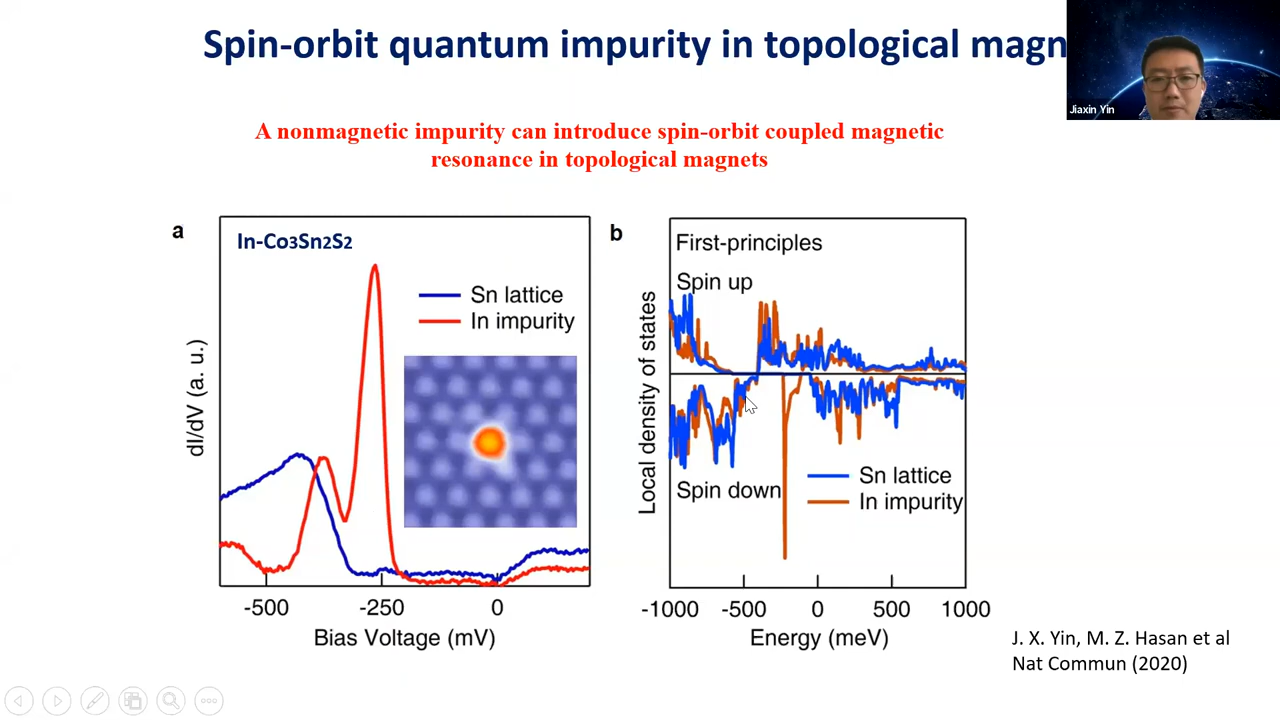 Spin-orbit quantum impurity in topological magn
Jiaxin Yin
A nonmagnetic impurity can introduce spin-orbit coupled magnetic
resonance in topological magnets
a
In-Co3Sn2S2
Sn lattice
In impurity
dI/dV (a. u.)
-500
-250
0
Bias Voltage (mV)
b
First-principles
Spin up
Spin down
Sn lattice
In impurity
Local density of states
-1000
-500
0
500
1000
Energy (meV)
J. X. Yin, M. Z. Hasan et al
Nat Commun (2020)